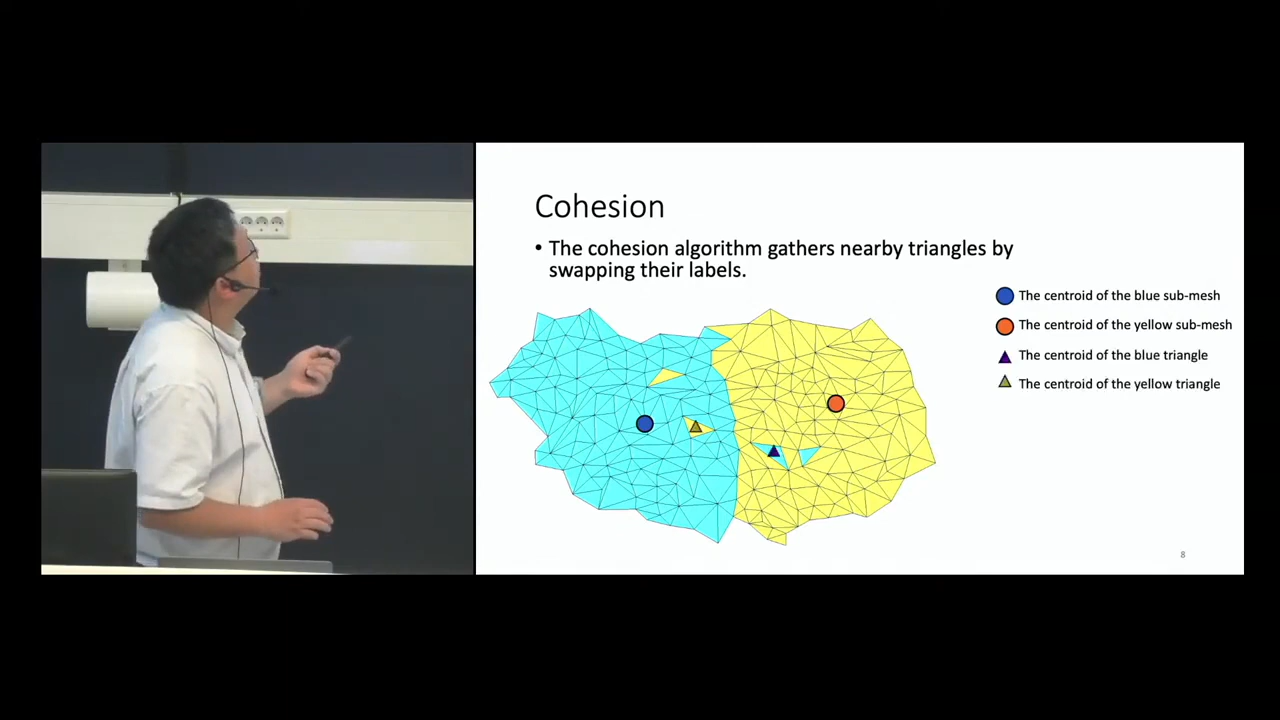 Cohesion
• The cohesion algorithm gathers nearby triangles by
swapping their labels.
The centroid of the blue sub-mesh
The centroid of the yellow sub-mesh
The centroid of the blue triangle
The centroid of the yellow triangle
8